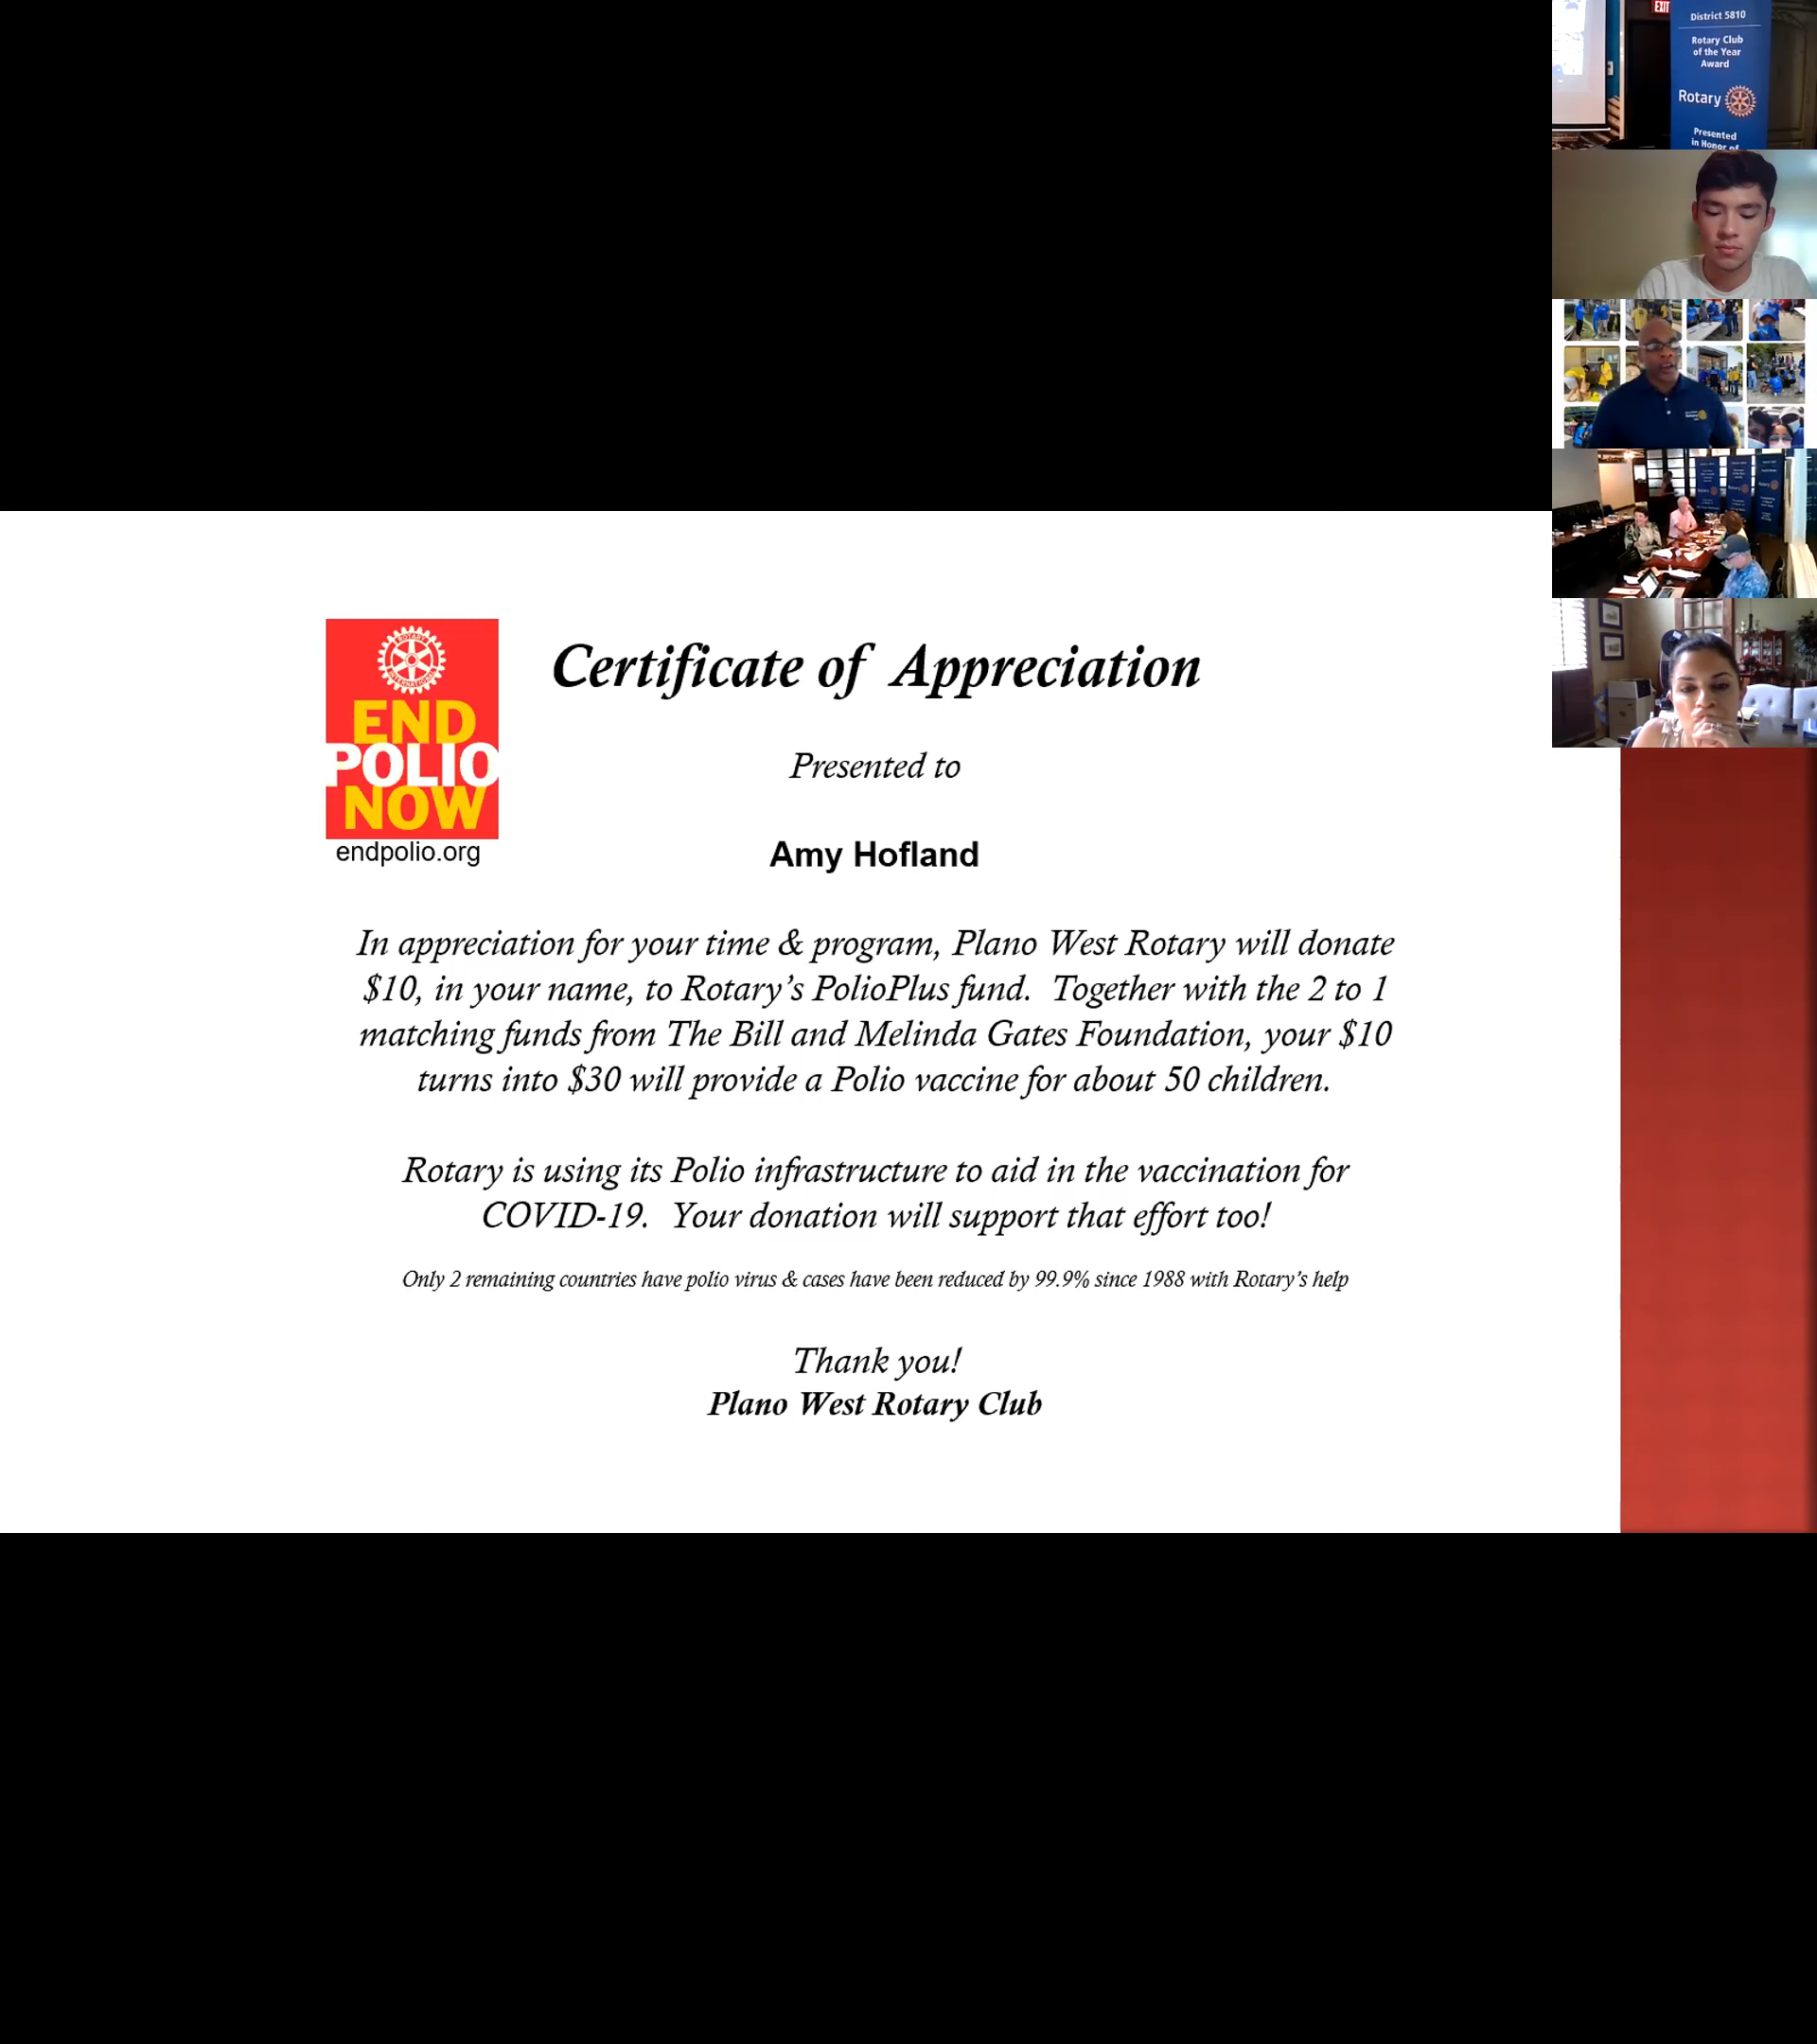 EXIT
District 5810
Rotary Club
of the Year
Award
Rotary
Presented
in Honor of
ROTARY
INTERNATIONAL
END
POLIO
NOW
endpolio.org
Certificate of Appreciation
Presented to
Amy Hofland
In appreciation for your time & program, Plano West Rotary will donate
$10, in your name, to Rotary’s PolioPlus fund. Together with the 2 to 1
matching funds from The Bill and Melinda Gates Foundation, your $10
turns into $30 will provide a Polio vaccine for about 50 children.
Rotary is using its Polio infrastructure to aid in the vaccination for
COVID-19. Your donation will support that effort too!
Only 2 remaining countries have polio virus & cases have been reduced by 99.9% since 1988 with Rotary’s help
Thank you!
Plano West Rotary Club